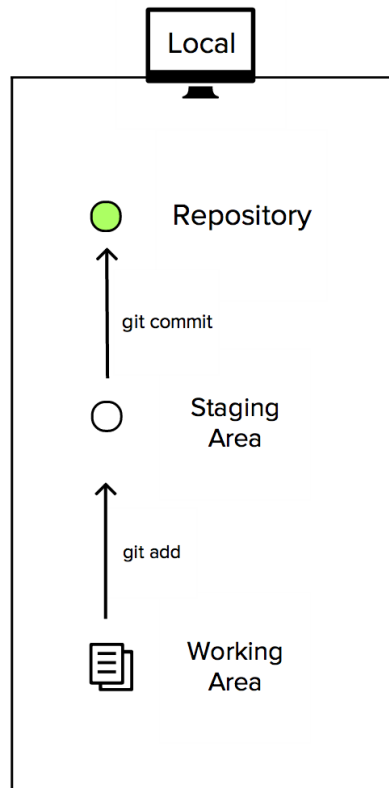 Local
Repository
git commit
Staging
Area
git add
Working
Area